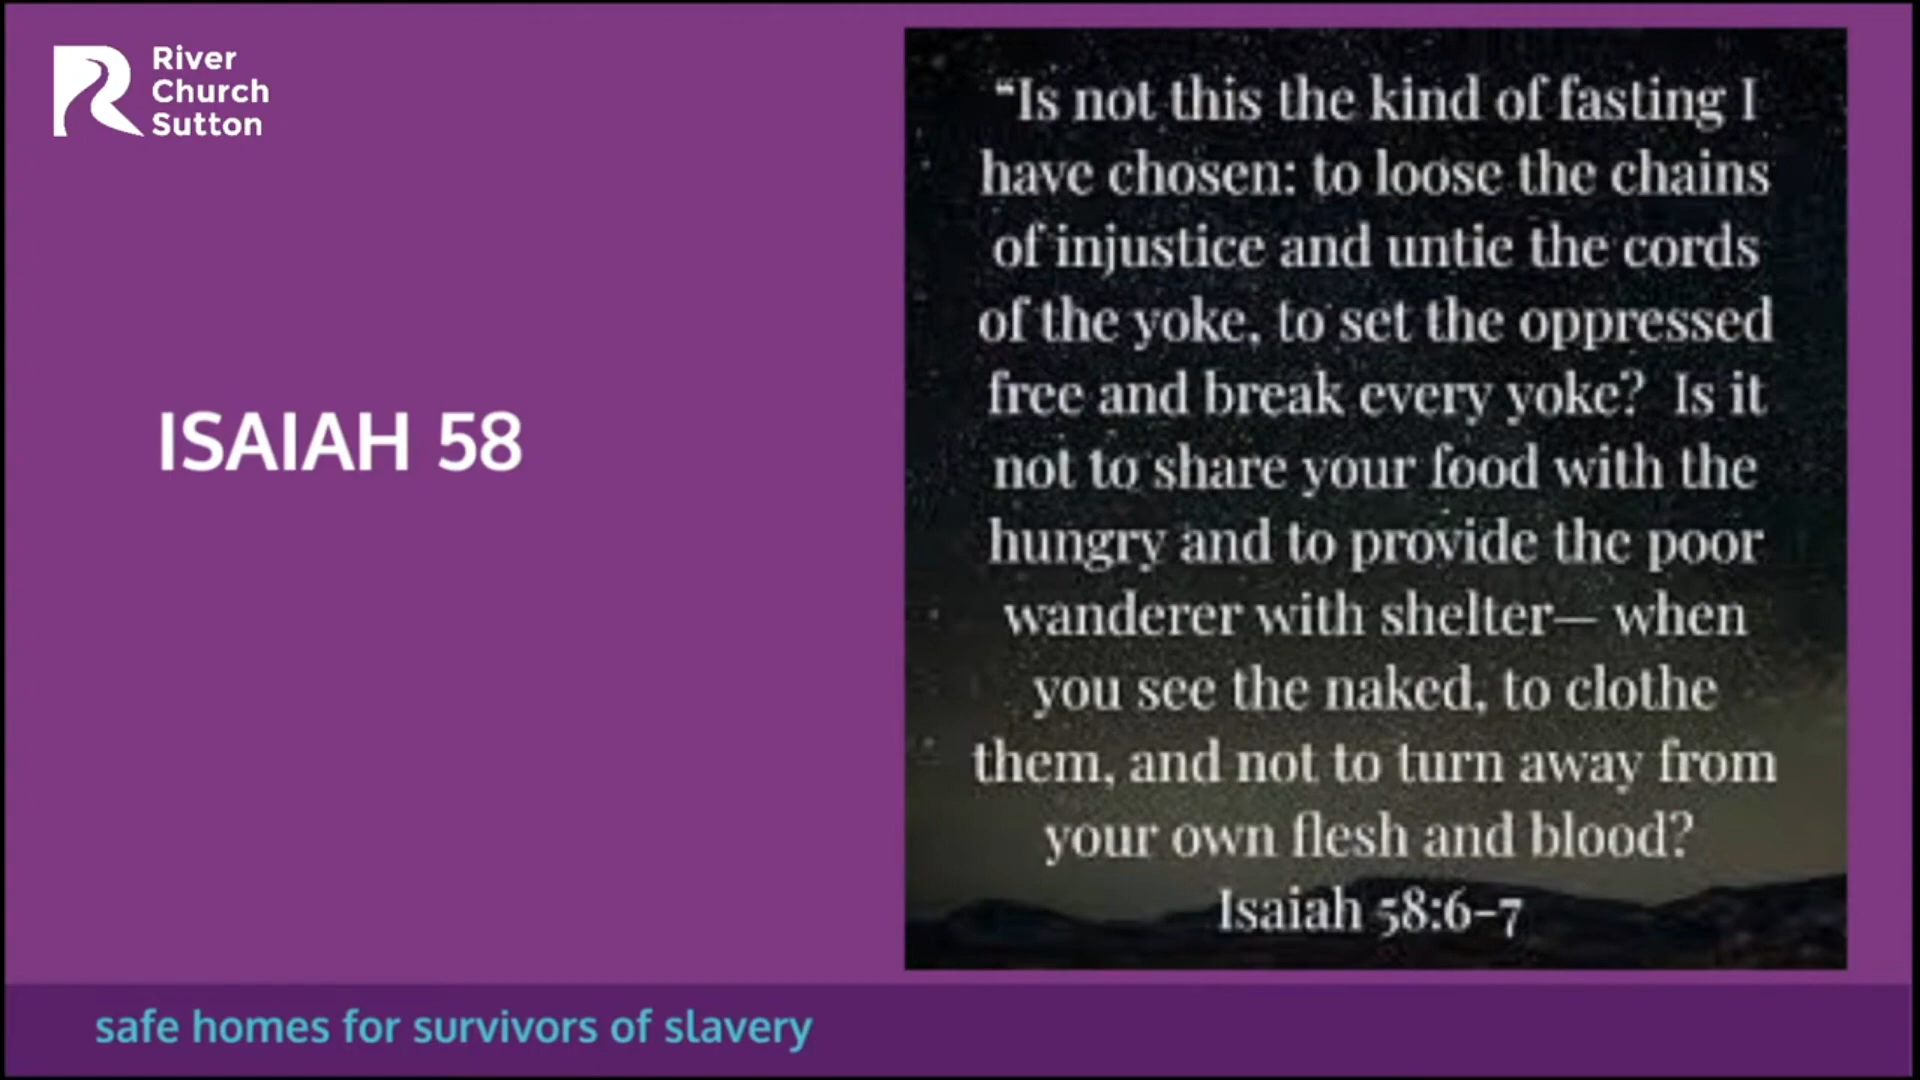 River
Church
Sutton
ISAIAH 58
“Is not this the kind of fasting I
have chosen: to loose the chains
of injustice and untie the cords
of the yoke, to set the oppressed
free and break every yoke? Is it
not to share your food with the
hungry and to provide the poor
wanderer with shelter— when
you see the naked, to clothe
them, and not to turn away from
your own flesh and blood?
Isaiah 58:6–7
safe homes for survivors of slavery